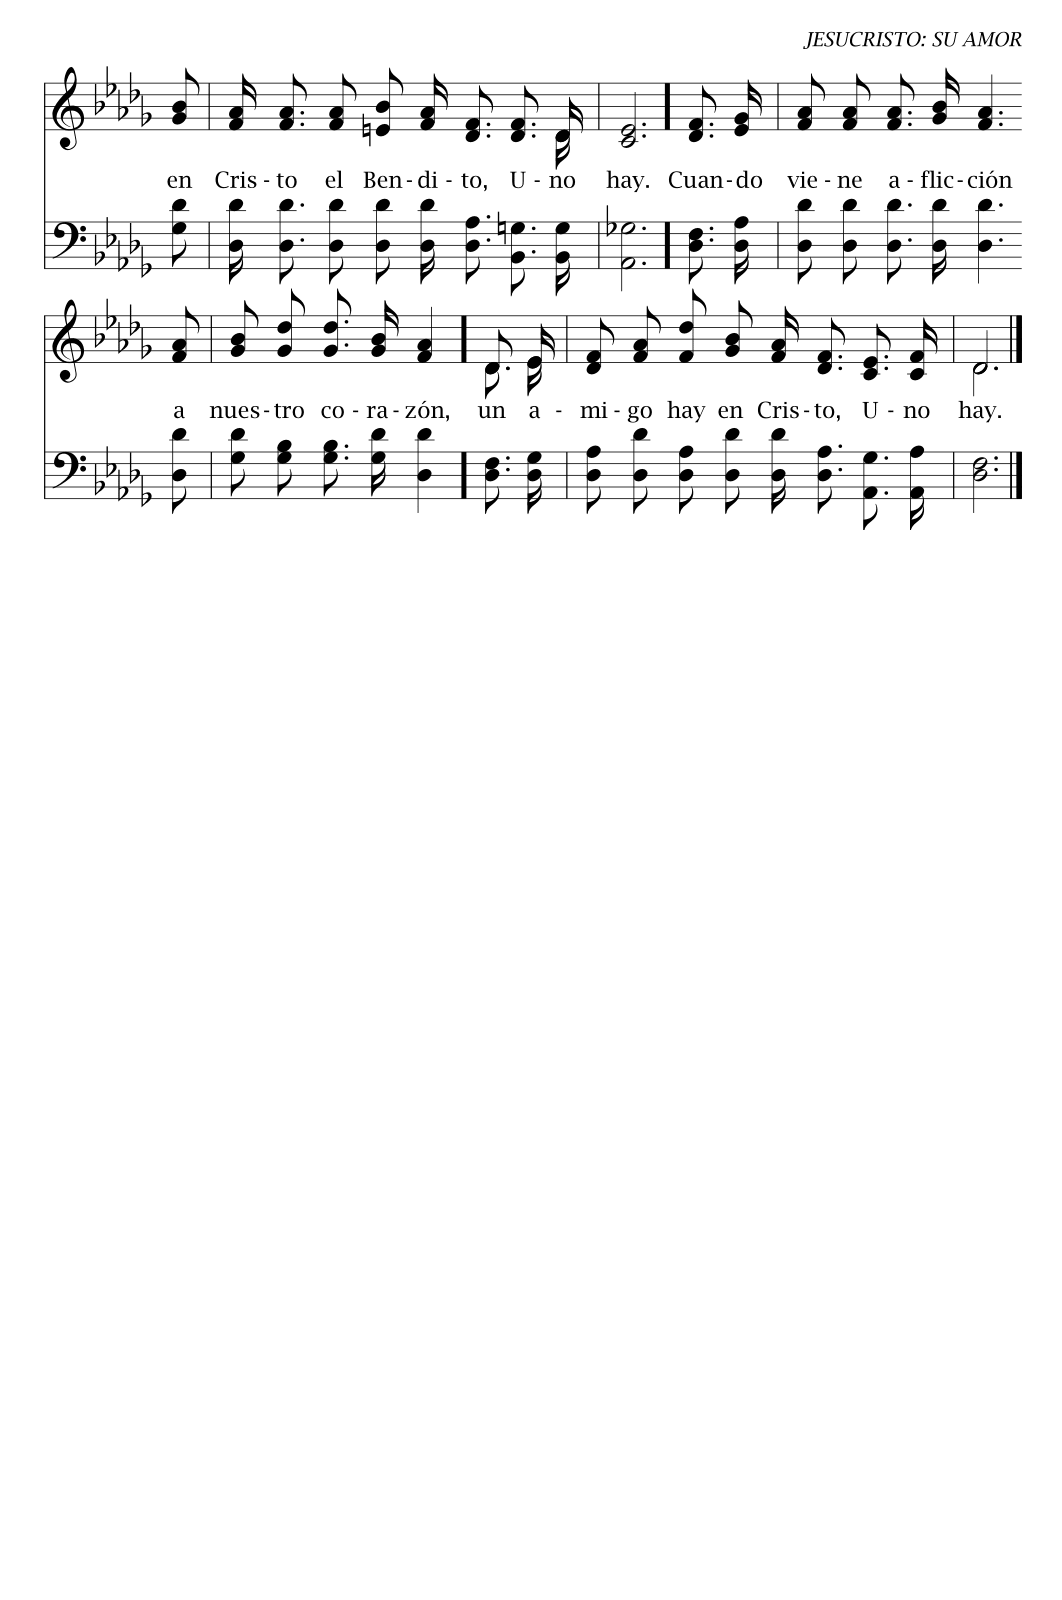 JESUCRISTO: SU AMOR
en Cris - to el Ben - di - to, U - no hay. Cuan - do vie - ne a - flic - ción
a nues - tro co - ra - zón, un a - mi - go hay en Cris - to, U - no hay.